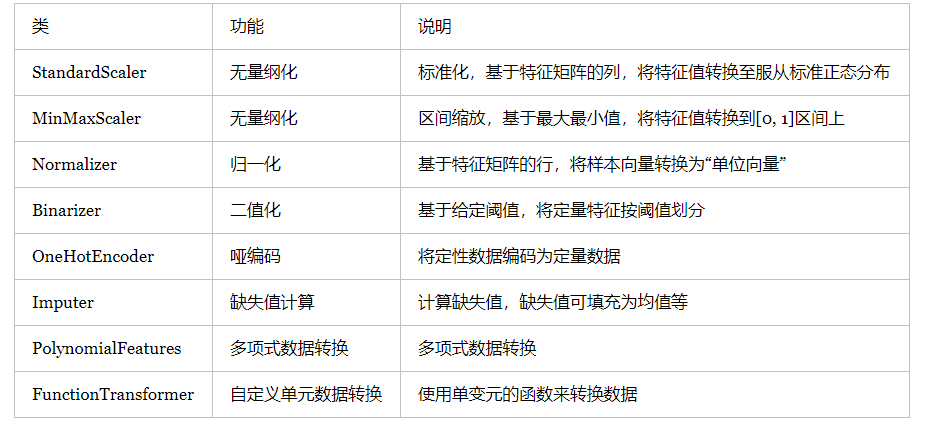 类 功能 说明
StandardScaler 无量纲化 标准化，基于特征矩阵的列，将特征值转换至服从标准正态分布
MinMaxScaler 无量纲化 区间缩放，基于最大最小值，将特征值转换到[0, 1]区间上
Normalizer 归一化 基于特征矩阵的行，将样本向量转换为“单位向量”
Binarizer 二值化 基于给定阈值，将定量特征按阈值划分
OneHotEncoder 哑编码 将定性数据编码为定量数据
Imputer 缺失值计算 计算缺失值，缺失值可填充为均值等
PolynomialFeatures 多项式数据转换 多项式数据转换
FunctionTransformer 自定义单元数据转换 使用单变元的函数来转换数据